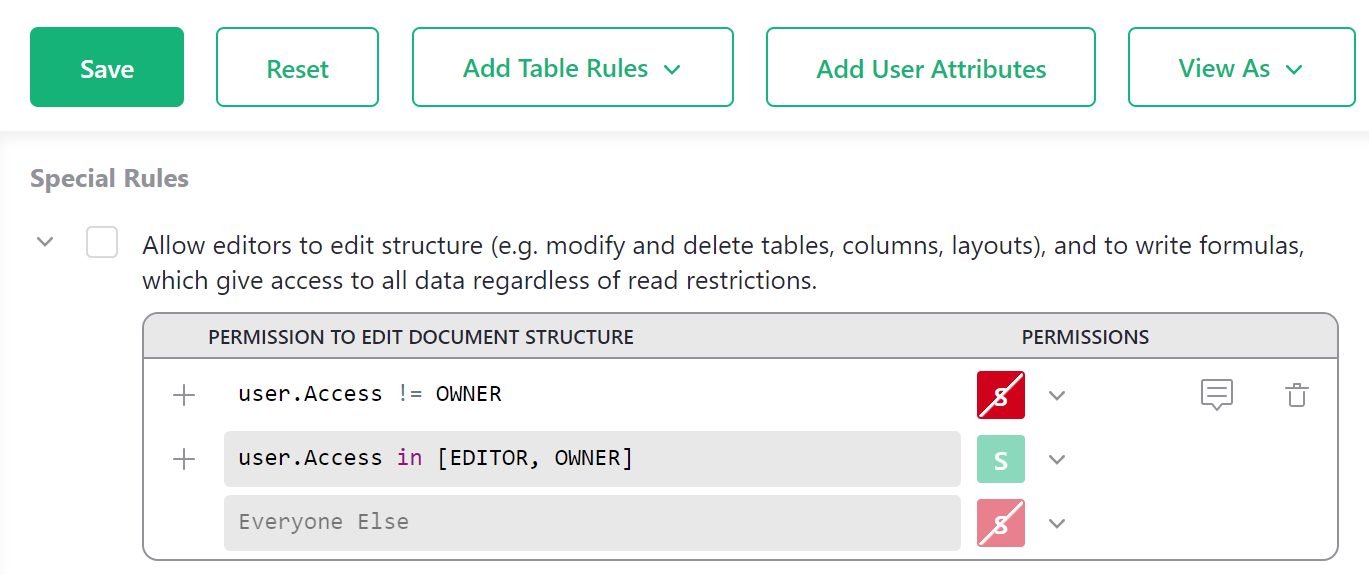 Save Reset Add Table Rules Add User Attributes View As
Special Rules
Allow editors to edit structure (e.g. modify and delete tables, columns, layouts), and to write formulas,
which give access to all data regardless of read restrictions.
PERMISSION TO EDIT DOCUMENT STRUCTURE PERMISSIONS
user.Access != OWNER S
user.Access in [EDITOR, OWNER] S
Everyone Else S